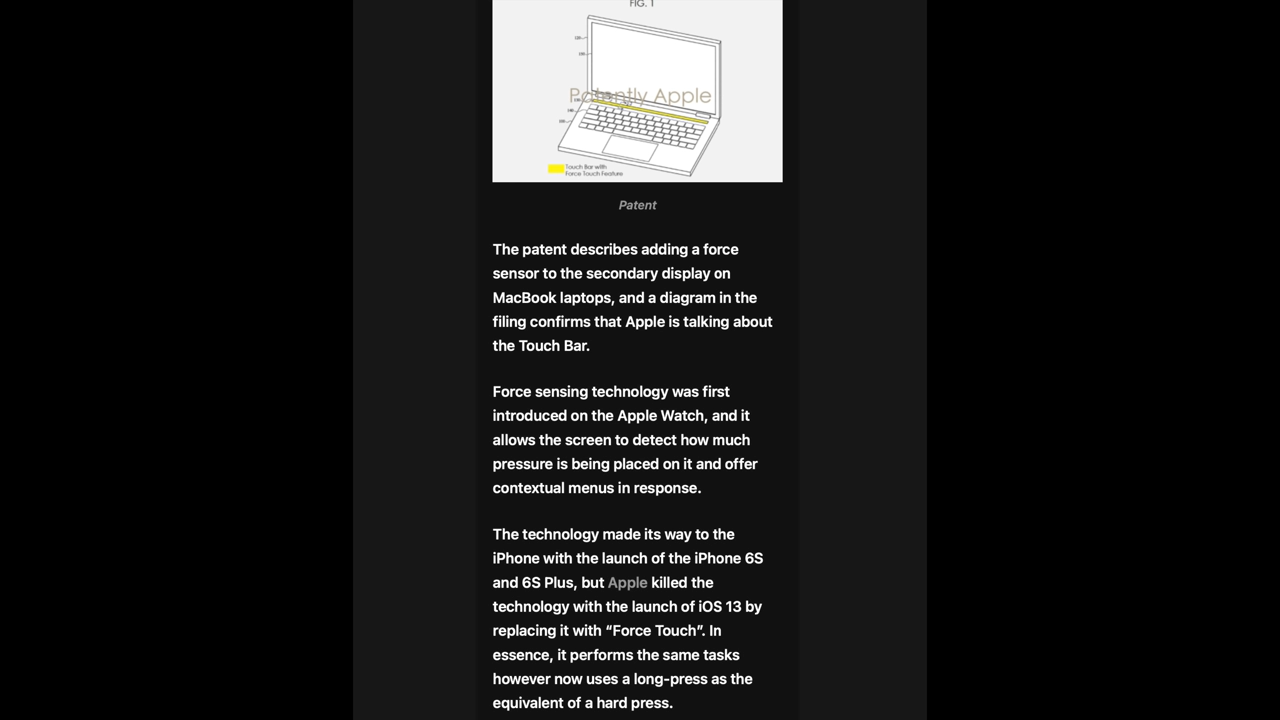 FIG. 1
Patently Apple
Touch Bar with
Force Touch Feature
Patent
The patent describes adding a force
sensor to the secondary display on
MacBook laptops, and a diagram in the
filing confirms that Apple is talking about
the Touch Bar.
Force sensing technology was first
introduced on the Apple Watch, and it
allows the screen to detect how much
pressure is being placed on it and offer
contextual menus in response.
The technology made its way to the
iPhone with the launch of the iPhone 6S
and 6S Plus, but Apple killed the
technology with the launch of iOS 13 by
replacing it with “Force Touch”. In
essence, it performs the same tasks
however now uses a long-press as the
equivalent of a hard press.